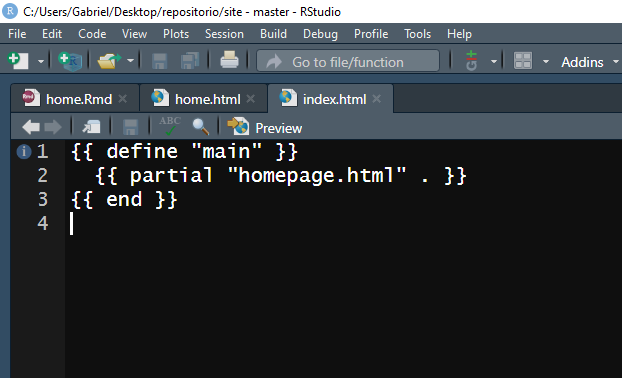 C:/Users/Gabriel/Desktop/repositorio/site - master - RStudio
File Edit Code View Plots Session Build Debug Profile Tools Help
Go to file/function Addins
home.Rmd home.html index.html
ABC Preview
1 {{ define "main" }}
2 {{ partial "homepage.html" . }}
3 {{ end }}
4